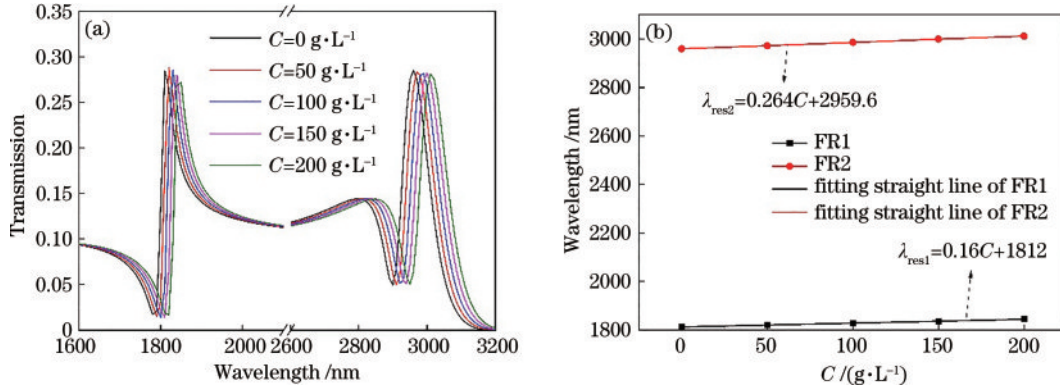 (a)
0.35
0.30
0.25
0.20
0.15
0.10
0.05
0
Transmission
C=0 g·L⁻¹
C=50 g·L⁻¹
C=100 g·L⁻¹
C=150 g·L⁻¹
C=200 g·L⁻¹
1600 1800 2000 2600 2800 3000 3200
Wavelength /nm
(b)
3000
2800
2600
2400
2200
2000
1800
Wavelength /nm
λres2=0.264C+2959.6
FR1
FR2
fitting straight line of FR1
fitting straight line of FR2
λres1=0.16C+1812
0 50 100 150 200
C /(g·L⁻¹)